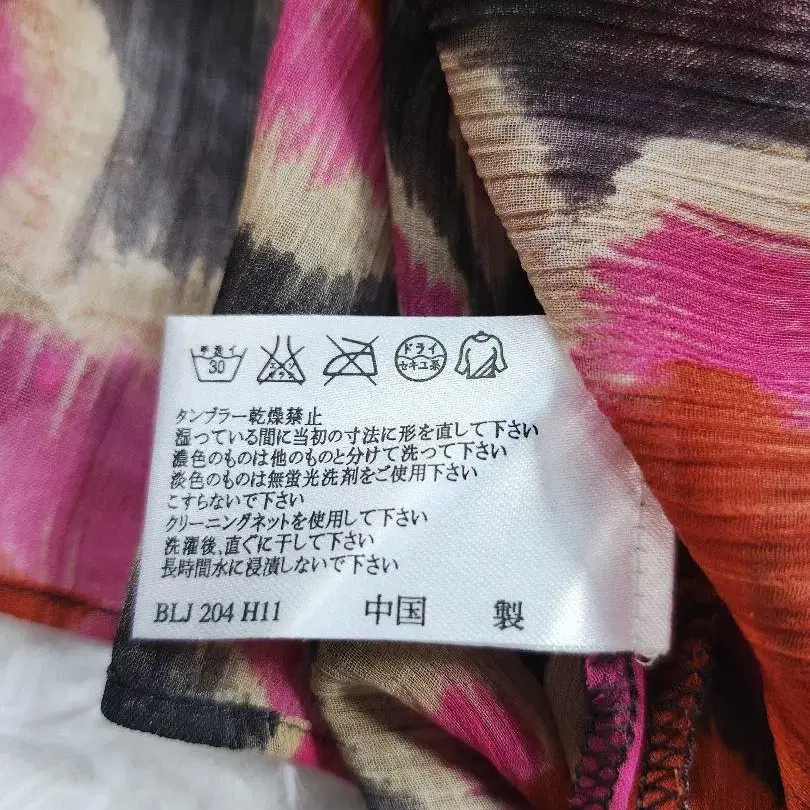 手洗イ
30
エンソ
サラシ
ドライ
セキユ系
タンブラー乾燥禁止
湿っている間に当初の寸法に形を直して下さい
濃色のものは他のものと分けて洗って下さい
淡色のものは無蛍光洗剤をご使用下さい
こすらないで下さい
クリーニングネットを使用して下さい
洗濯後、直ぐに干して下さい
長時間水に浸漬しないで下さい
BLJ 204 H11 中国 製